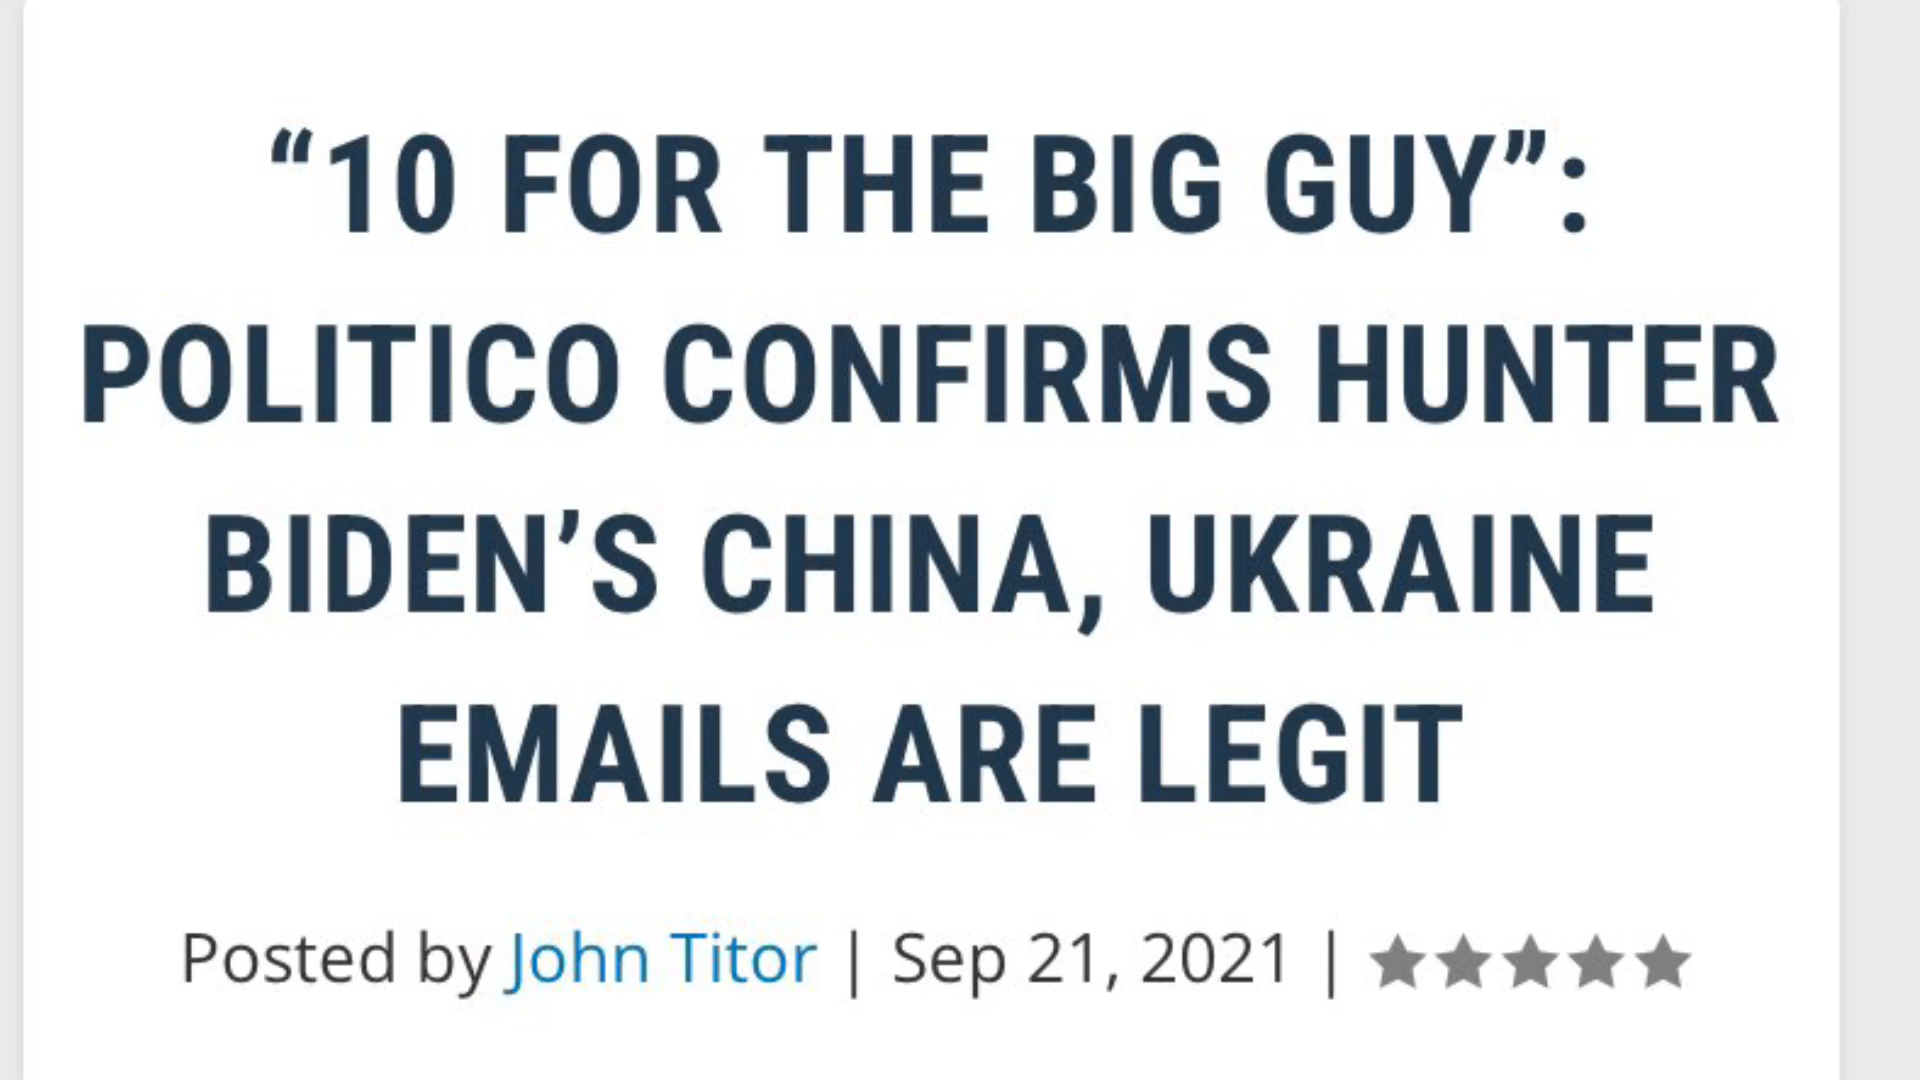 “10 FOR THE BIG GUY”:
POLITICO CONFIRMS HUNTER
BIDEN’S CHINA, UKRAINE
EMAILS ARE LEGIT
Posted by John Titor | Sep 21, 2021 | ★★★★★